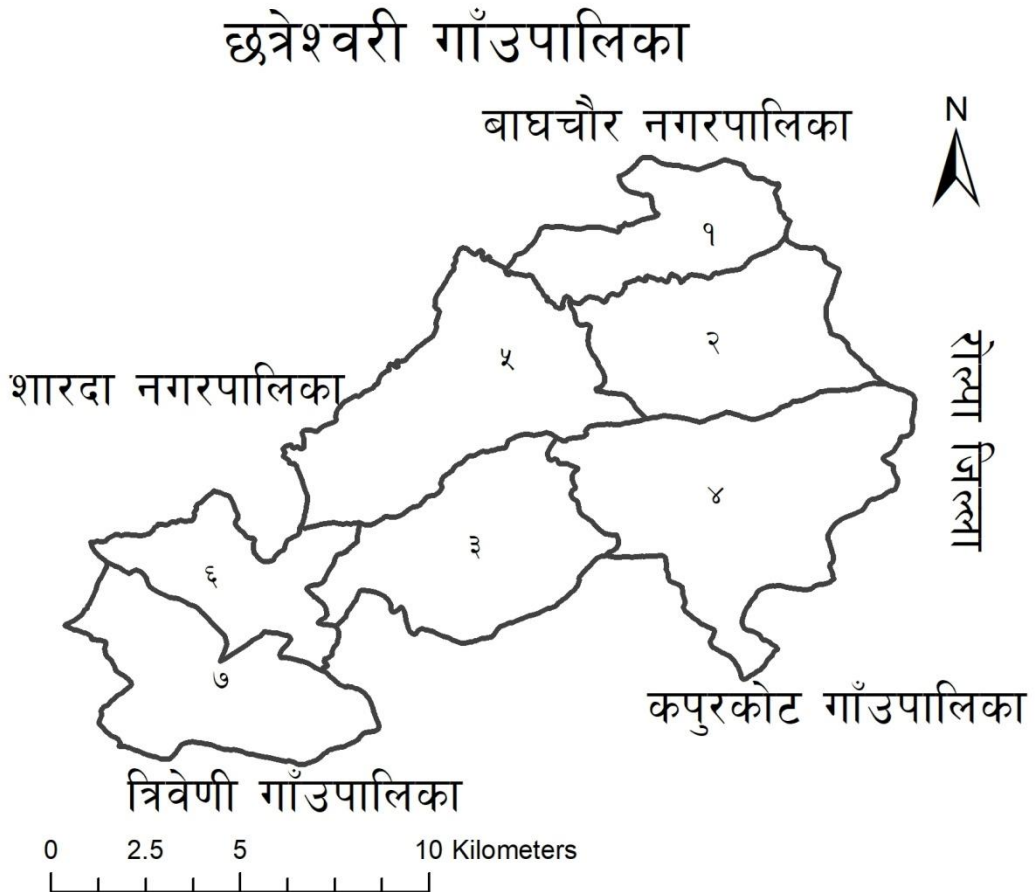 छत्रेश्वरी गाँउपालिका
बाघचौर नगरपालिका
N
१
२
५
शारदा नगरपालिका
रोल्पा जिल्ला
४
३
६
७
कपुरकोट गाँउपालिका
त्रिवेणी गाँउपालिका
0 2.5 5 10 Kilometers